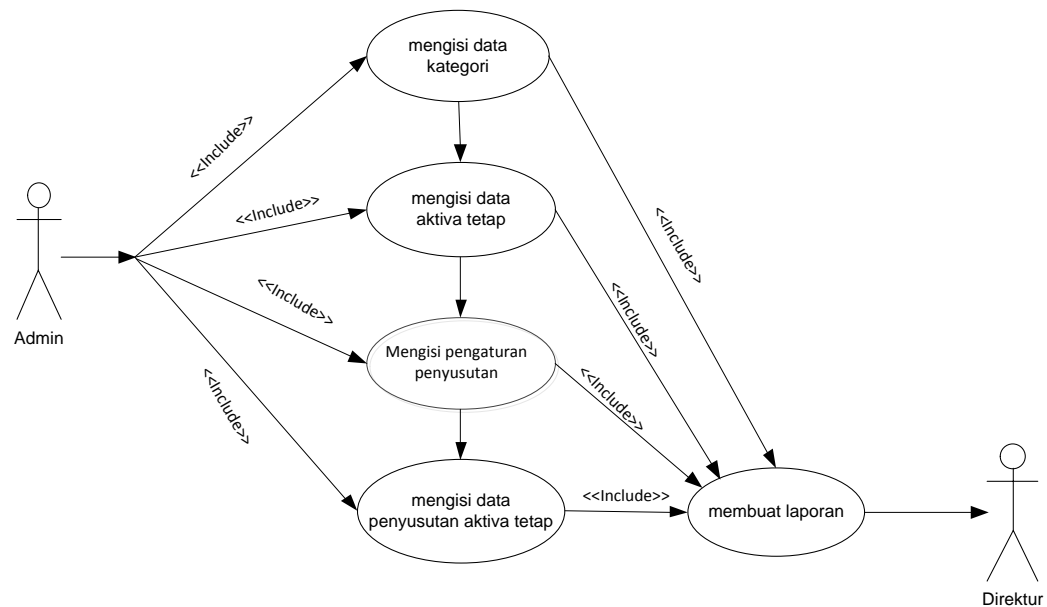 mengisi data
kategori
<<Include>>
mengisi data
aktiva tetap
<<Include>>
<<Include>>
<<Include>>
<<Include>>
Admin
Mengisi pengaturan
penyusutan
<<Include>>
<<Include>>
mengisi data
penyusutan aktiva tetap
<<Include>>
membuat laporan
Direktur